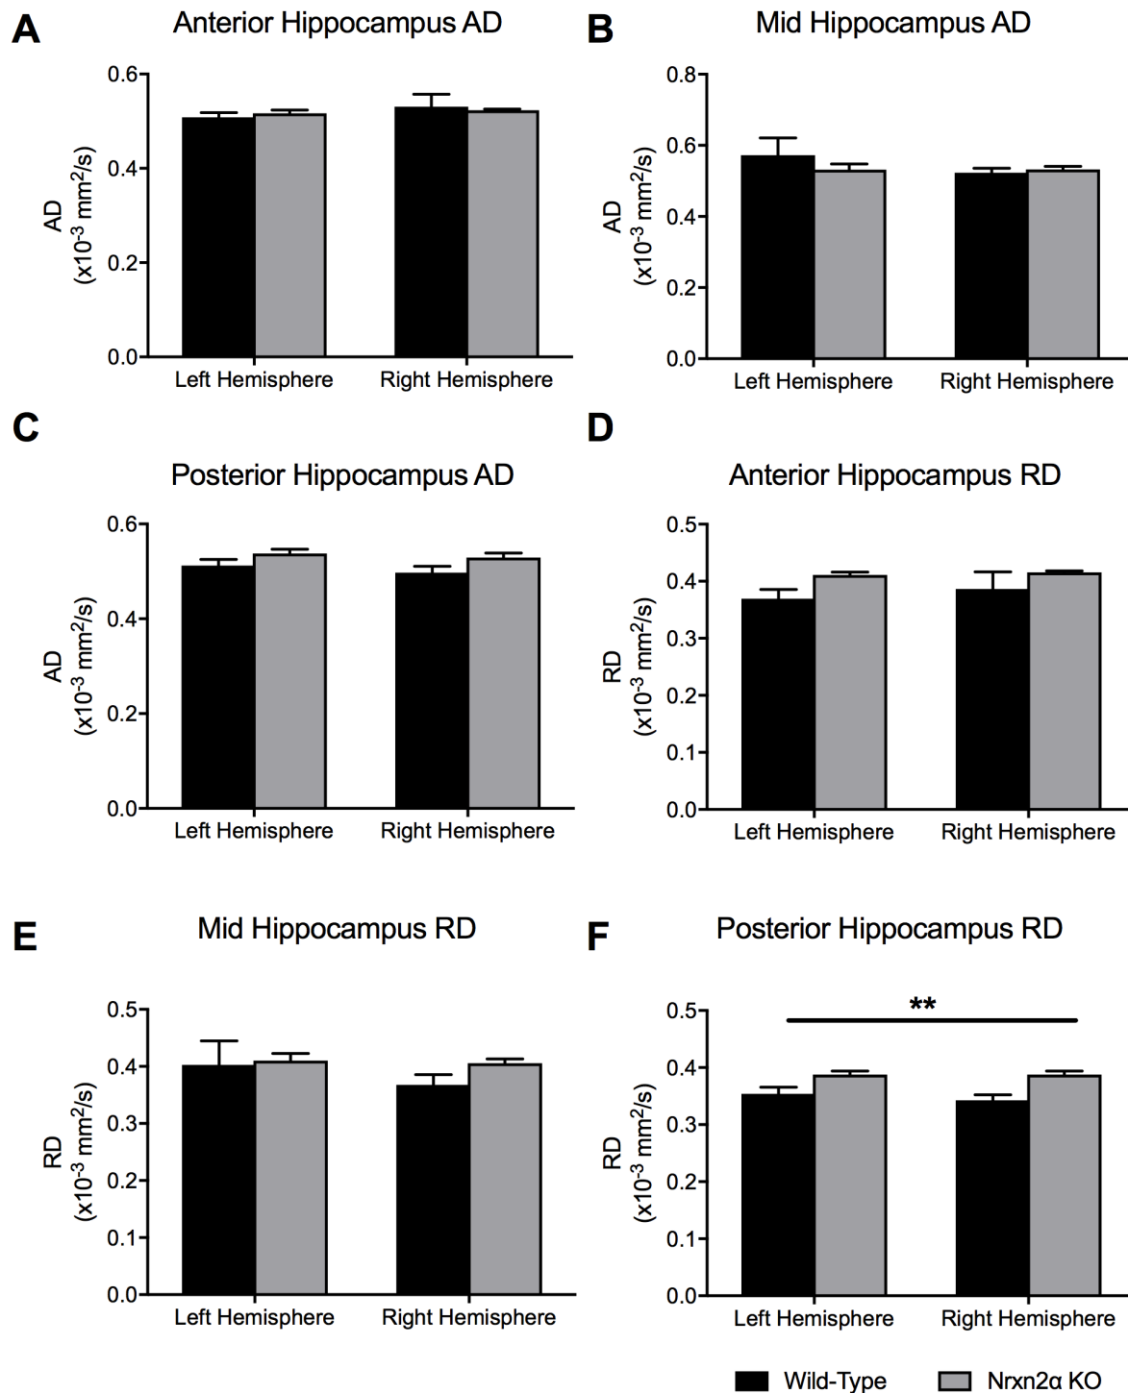 A
Anterior Hippocampus AD
0.6
0.4
0.2
0.0
AD
(x10⁻³ mm²/s)
Left Hemisphere Right Hemisphere
B
Mid Hippocampus AD
0.8
0.6
0.4
0.2
0.0
AD
(x10⁻³ mm²/s)
Left Hemisphere Right Hemisphere
C
Posterior Hippocampus AD
0.6
0.4
0.2
0.0
AD
(x10⁻³ mm²/s)
Left Hemisphere Right Hemisphere
D
Anterior Hippocampus RD
0.5
0.4
0.3
0.2
0.1
0.0
RD
(x10⁻³ mm²/s)
Left Hemisphere Right Hemisphere
E
Mid Hippocampus RD
0.5
0.4
0.3
0.2
0.1
0.0
RD
(x10⁻³ mm²/s)
Left Hemisphere Right Hemisphere
F
Posterior Hippocampus RD
**
0.5
0.4
0.3
0.2
0.1
0.0
RD
(x10⁻³ mm²/s)
Left Hemisphere Right Hemisphere
Wild-Type Nrxn2α KO